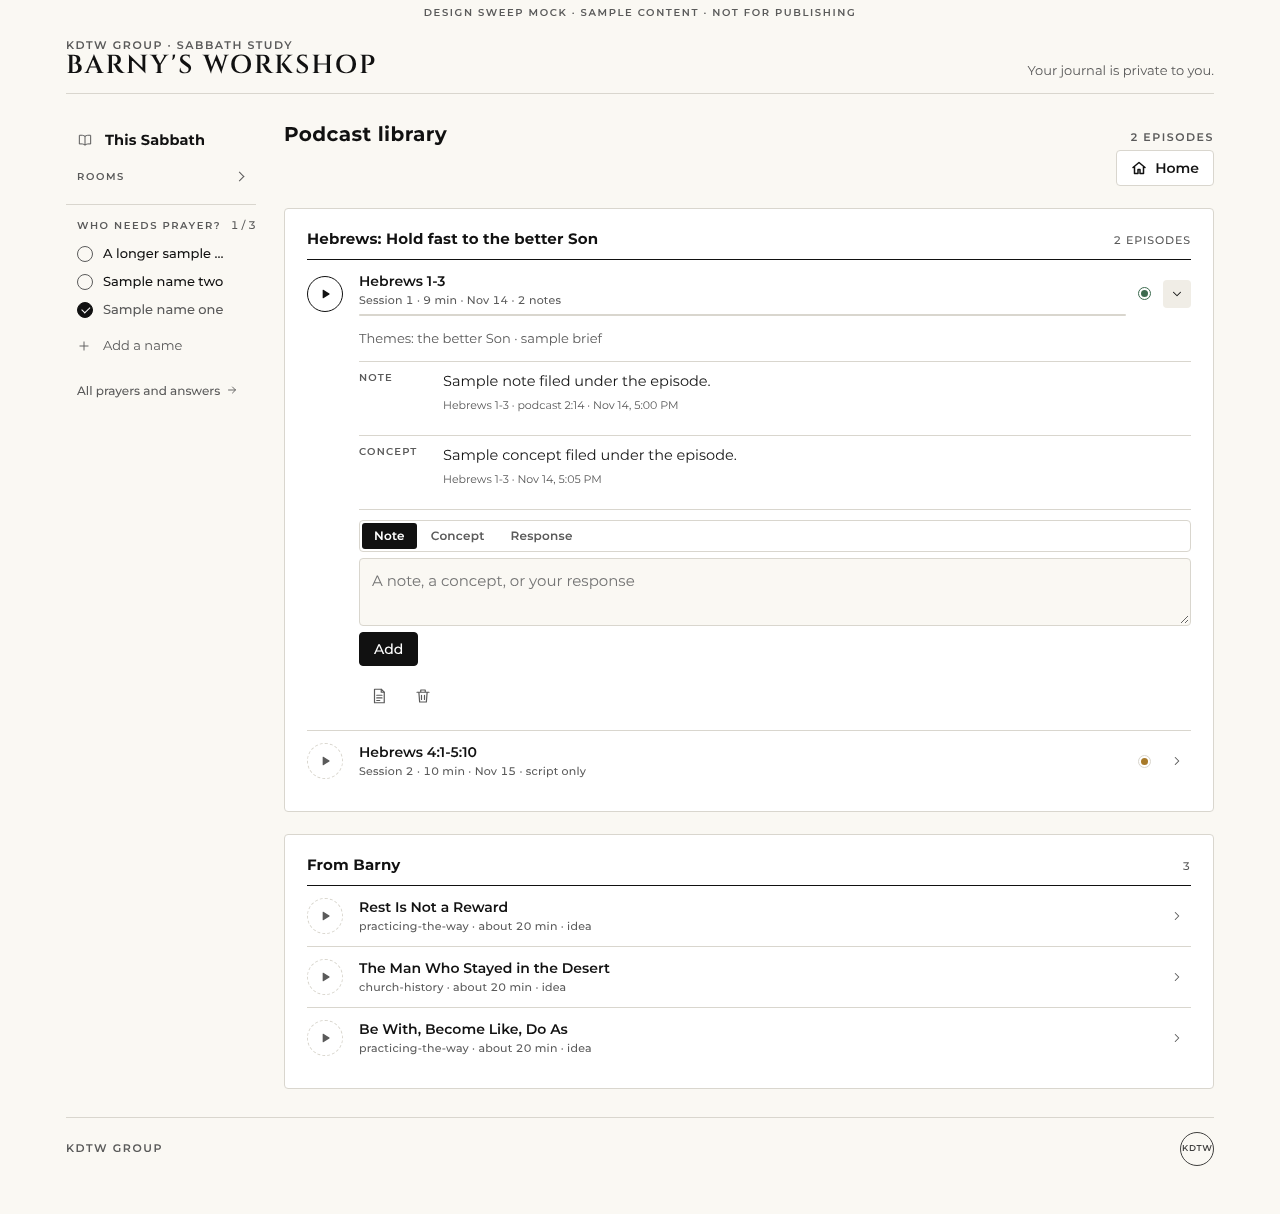 DESIGN SWEEP MOCK · SAMPLE CONTENT · NOT FOR PUBLISHING
KDTW GROUP · SABBATH STUDY
BARNY'S WORKSHOP
Your journal is private to you.
This Sabbath
ROOMS
WHO NEEDS PRAYER? 1 / 3
A longer sample ...
Sample name two
Sample name one
Add a name
All prayers and answers →
Podcast library
2 EPISODES
Home
Hebrews: Hold fast to the better Son
2 EPISODES
Hebrews 1-3
Session 1 · 9 min · Nov 14 · 2 notes
Themes: the better Son · sample brief
NOTE
Sample note filed under the episode.
Hebrews 1-3 · podcast 2:14 · Nov 14, 5:00 PM
CONCEPT
Sample concept filed under the episode.
Hebrews 1-3 · Nov 14, 5:05 PM
Note Concept Response
A note, a concept, or your response
Add
Hebrews 4:1-5:10
Session 2 · 10 min · Nov 15 · script only
From Barny
3
Rest Is Not a Reward
practicing-the-way · about 20 min · idea
The Man Who Stayed in the Desert
church-history · about 20 min · idea
Be With, Become Like, Do As
practicing-the-way · about 20 min · idea
KDTW GROUP
KDTW